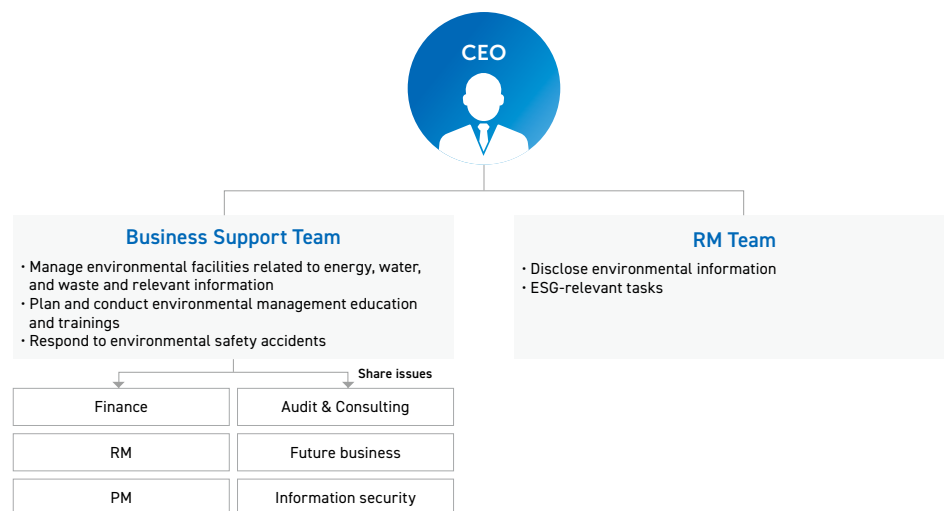 CEO
Business Support Team
· Manage environmental facilities related to energy, water,
and waste and relevant information
· Plan and conduct environmental management education
and trainings
· Respond to environmental safety accidents
RM Team
· Disclose environmental information
· ESG-relevant tasks
Share issues
Finance
Audit & Consulting
RM
Future business
PM
Information security